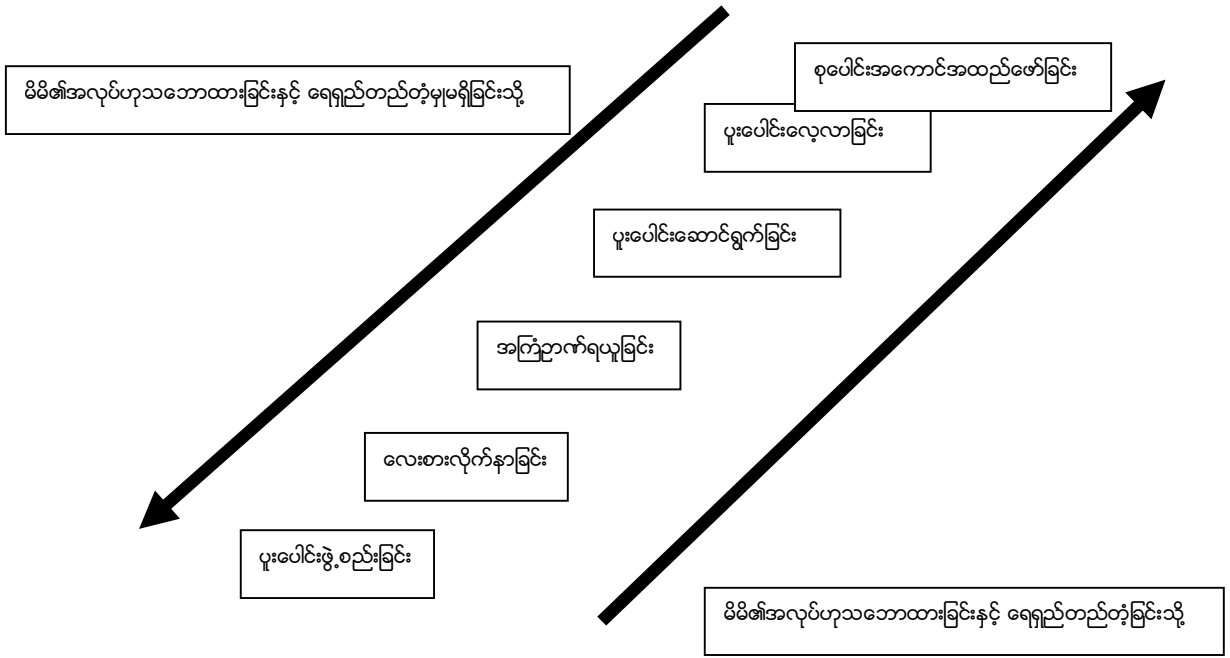 စုပေါင်းအကောင်အထည်ဖော်ခြင်း
မိမိ၏အလုပ်ဟုသဘောထားခြင်းနှင့် ရေရှည်တည်တံ့မှုမရှိခြင်းသို့
ပူးပေါင်းလေ့လာခြင်း
ပူးပေါင်းဆောင်ရွက်ခြင်း
အကြံဉာဏ်ရယူခြင်း
လေးစားလိုက်နာခြင်း
ပူးပေါင်းဖွဲ့စည်းခြင်း
မိမိ၏အလုပ်ဟုသဘောထားခြင်းနှင့် ရေရှည်တည်တံ့ခြင်းသို့